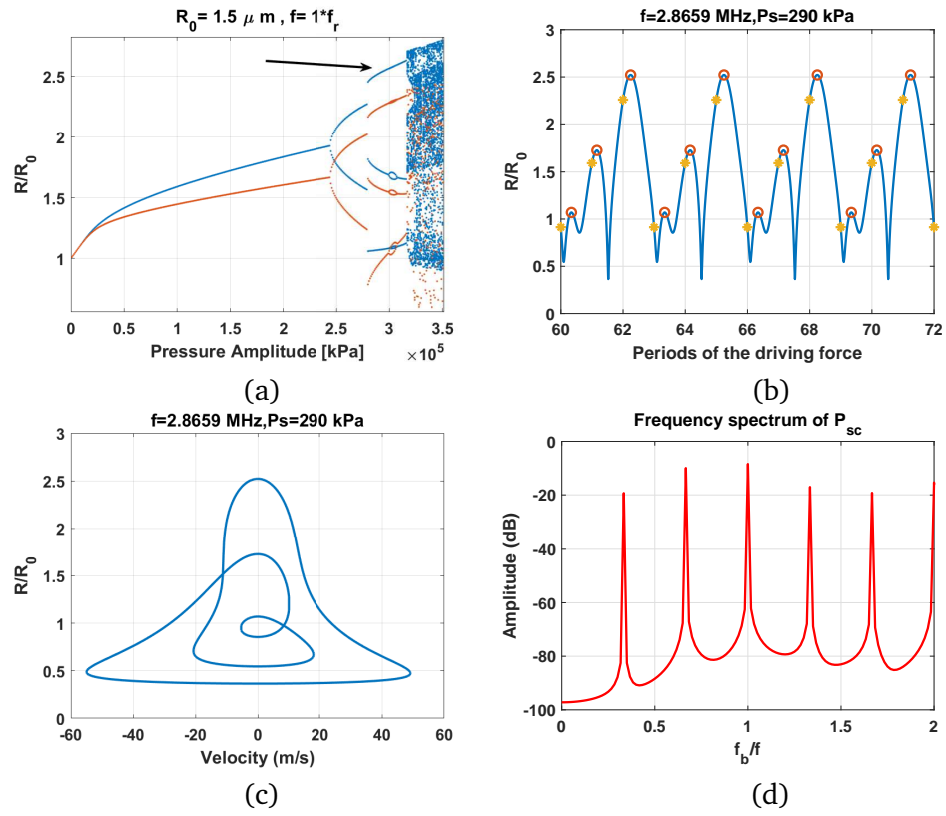 R0= 1.5 μ m , f= 1*fr
R/R0
2.5
2
1.5
1
0 0.5 1 1.5 2 2.5 3 3.5
Pressure Amplitude [kPa]
×10^5
(a)
f=2.8659 MHz,Ps=290 kPa
R/R0
3
2.5
2
1.5
1
0.5
0
60 62 64 66 68 70 72
Periods of the driving force
(b)
f=2.8659 MHz,Ps=290 kPa
R/R0
3
2.5
2
1.5
1
0.5
0
-60 -40 -20 0 20 40 60
Velocity (m/s)
(c)
Frequency spectrum of Psc
Amplitude (dB)
0
-20
-40
-60
-80
-100
0 0.5 1 1.5 2
fb/f
(d)